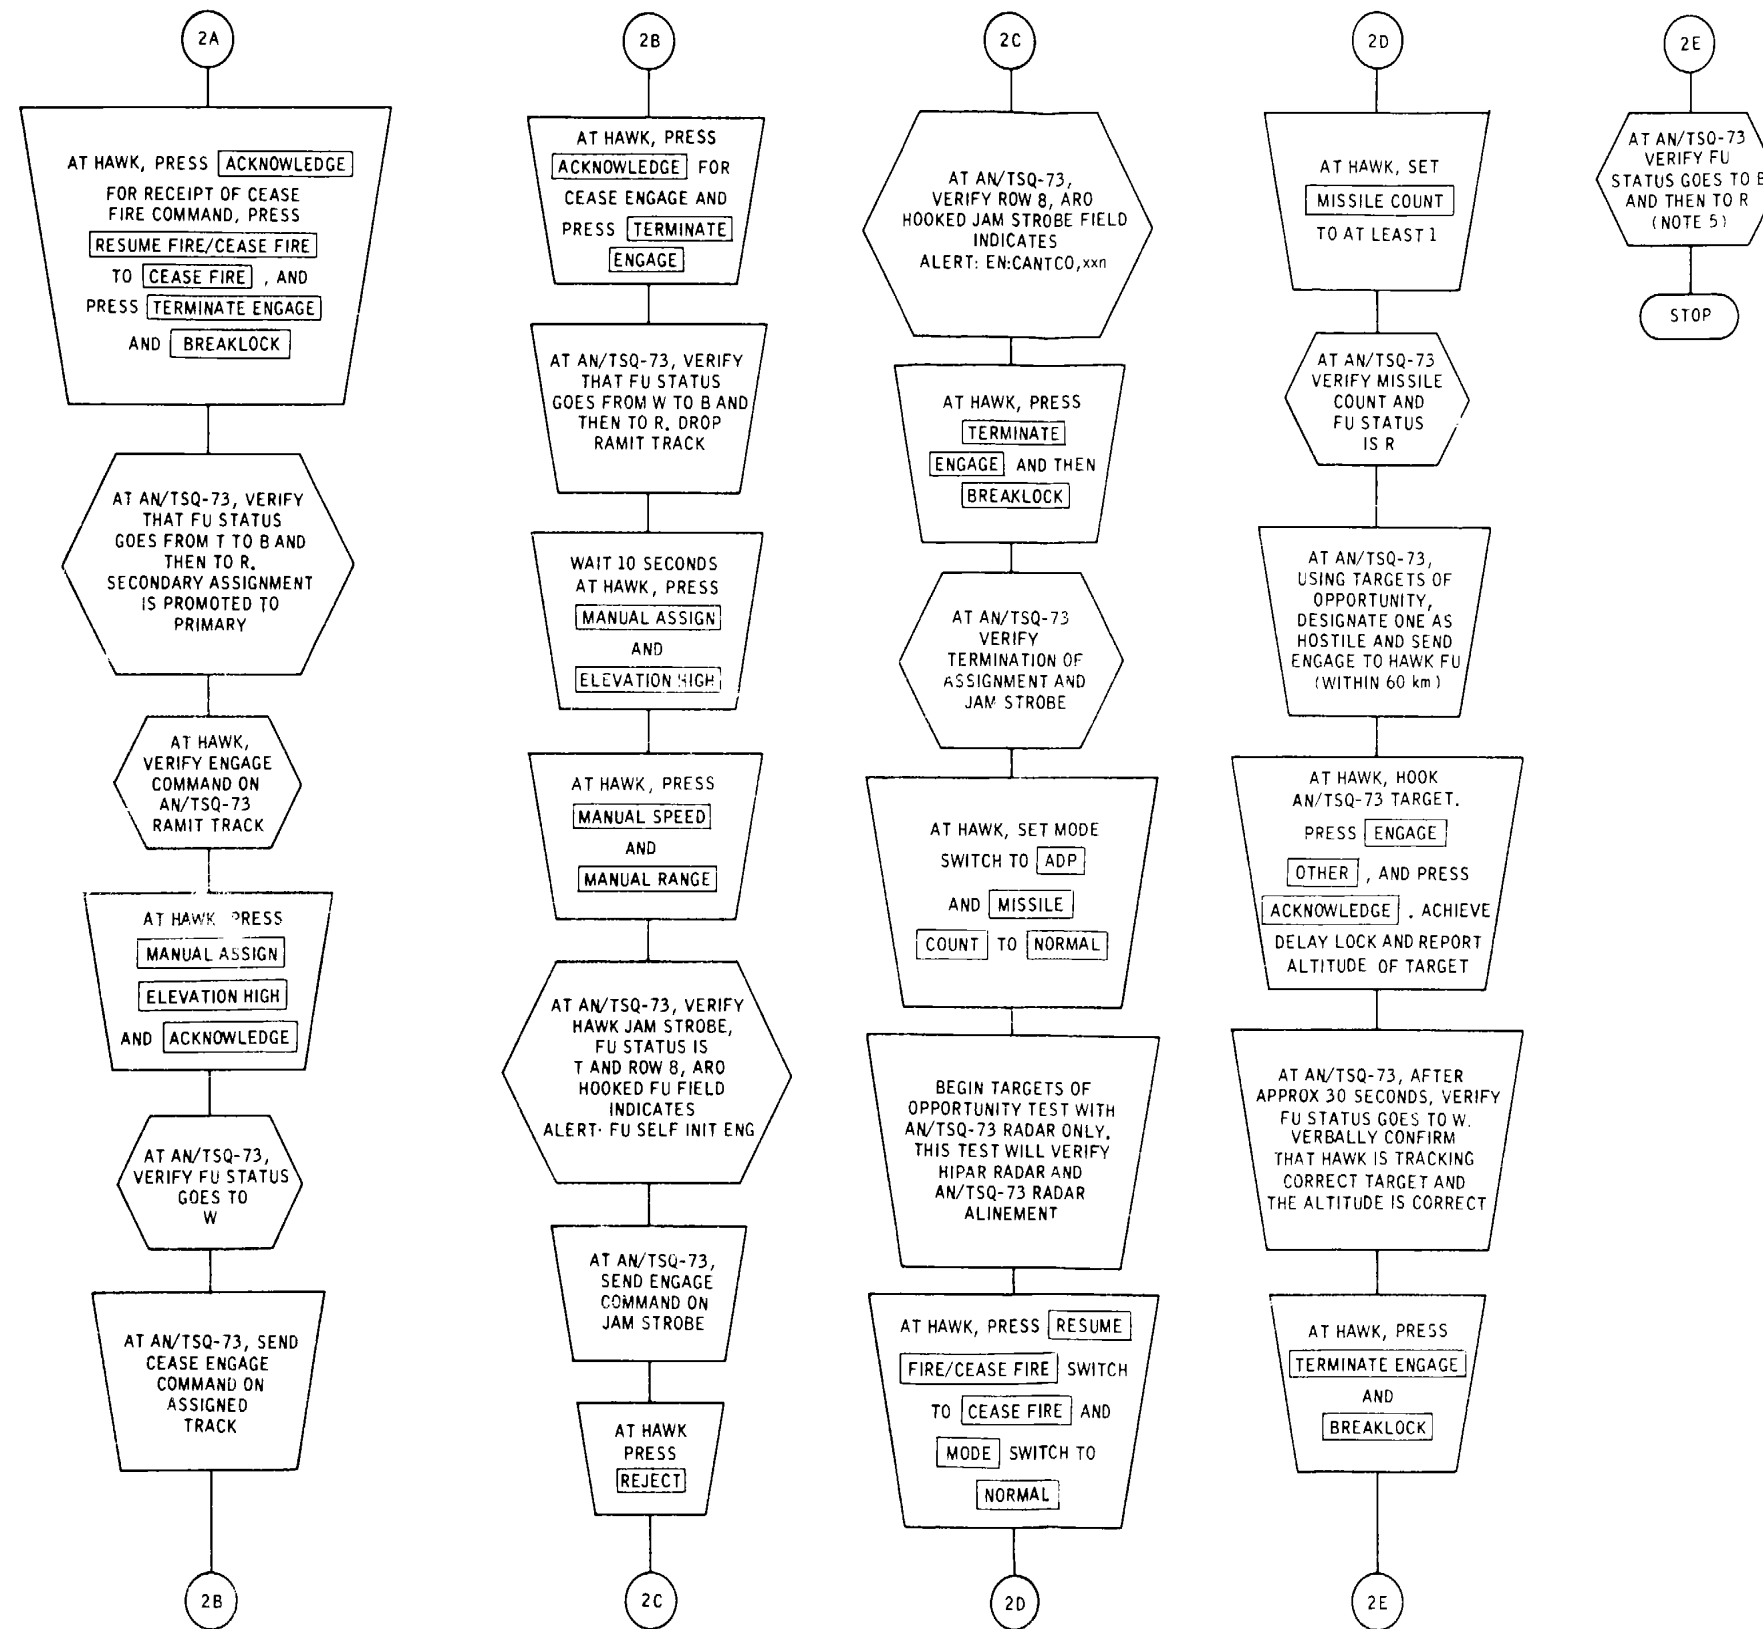 2A
AT HAWK, PRESS ACKNOWLEDGE
FOR RECEIPT OF CEASE
FIRE COMMAND, PRESS
RESUME FIRE/CEASE FIRE
TO CEASE FIRE , AND
PRESS TERMINATE ENGAGE
AND BREAKLOCK
AT AN/TSQ-73, VERIFY
THAT FU STATUS
GOES FROM T TO B AND
THEN TO R.
SECONDARY ASSIGNMENT
IS PROMOTED TO
PRIMARY
AT HAWK,
VERIFY ENGAGE
COMMAND ON
AN/TSQ-73
RAMIT TRACK
AT HAWK PRESS
MANUAL ASSIGN
ELEVATION HIGH
AND ACKNOWLEDGE
AT AN/TSQ-73,
VERIFY FU STATUS
GOES TO
W
AT AN/TSQ-73, SEND
CEASE ENGAGE
COMMAND ON
ASSIGNED
TRACK
2B
2B
AT HAWK, PRESS
ACKNOWLEDGE FOR
CEASE ENGAGE AND
PRESS TERMINATE
ENGAGE
AT AN/TSQ-73, VERIFY
THAT FU STATUS
GOES FROM W TO B AND
THEN TO R. DROP
RAMIT TRACK
WAIT 10 SECONDS
AT HAWK, PRESS
MANUAL ASSIGN
AND
ELEVATION HIGH
AT HAWK, PRESS
MANUAL SPEED
AND
MANUAL RANGE
AT AN/TSQ-73, VERIFY
HAWK JAM STROBE,
FU STATUS IS
T AND ROW 8, ARO
HOOKED FU FIELD
INDICATES
ALERT· FU SELF INIT ENG
AT AN/TSQ-73,
SEND ENGAGE
COMMAND ON
JAM STROBE
AT HAWK
PRESS
REJECT
2C
2C
AT AN/TSQ-73,
VERIFY ROW 8, ARO
HOOKED JAM STROBE FIELD
INDICATES
ALERT: EN:CANTCO,xxn
AT HAWK, PRESS
TERMINATE
ENGAGE AND THEN
BREAKLOCK
AT AN/TSQ-73
VERIFY
TERMINATION OF
ASSIGNMENT AND
JAM STROBE
AT HAWK, SET MODE
SWITCH TO ADP
AND MISSILE
COUNT TO NORMAL
BEGIN TARGETS OF
OPPORTUNITY TEST WITH
AN/TSQ-73 RADAR ONLY.
THIS TEST WILL VERIFY
HIPAR RADAR AND
AN/TSQ-73 RADAR
ALINEMENT
AT HAWK, PRESS RESUME
FIRE/CEASE FIRE SWITCH
TO CEASE FIRE AND
MODE SWITCH TO
NORMAL
2D
2D
AT HAWK, SET
MISSILE COUNT
TO AT LEAST 1
AT AN/TSQ-73
VERIFY MISSILE
COUNT AND
FU STATUS
IS R
AT AN/TSQ-73,
USING TARGETS OF
OPPORTUNITY,
DESIGNATE ONE AS
HOSTILE AND SEND
ENGAGE TO HAWK FU
(WITHIN 60 km)
AT HAWK, HOOK
AN/TSQ-73 TARGET.
PRESS ENGAGE
OTHER , AND PRESS
ACKNOWLEDGE . ACHIEVE
DELAY LOCK AND REPORT
ALTITUDE OF TARGET
AT AN/TSQ-73, AFTER
APPROX 30 SECONDS, VERIFY
FU STATUS GOES TO W.
VERBALLY CONFIRM
THAT HAWK IS TRACKING
CORRECT TARGET AND
THE ALTITUDE IS CORRECT
AT HAWK, PRESS
TERMINATE ENGAGE
AND
BREAKLOCK
2E
2E
AT AN/TSQ-73
VERIFY FU
STATUS GOES TO B
AND THEN TO R
(NOTE 5)
STOP